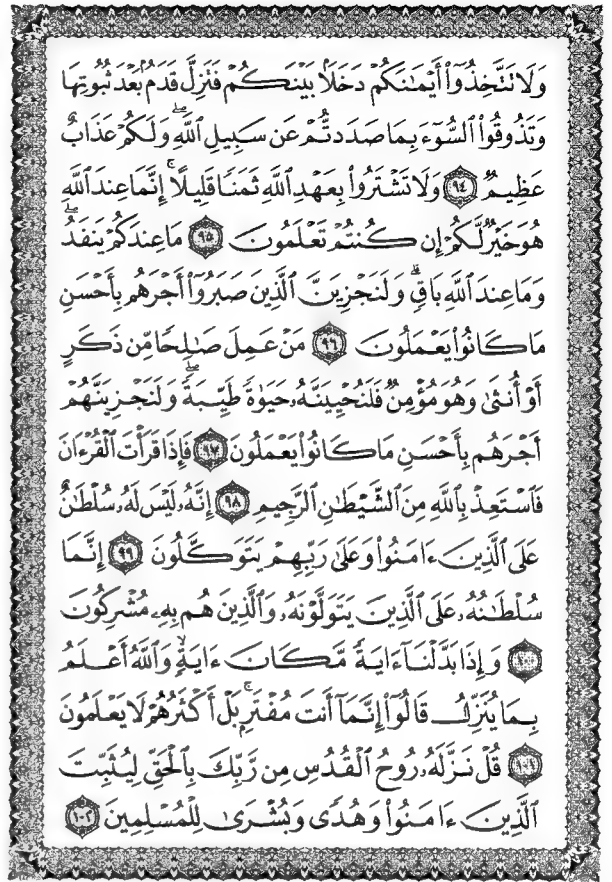 وَلَا تَتَّخِذُوٓا۟ أَيْمَٰنَكُمْ دَخَلًۢا بَيْنَكُمْ فَتَزِلَّ قَدَمٌۢ بَعْدَ ثُبُوتِهَا
وَتَذُوقُوا۟ ٱلسُّوٓءَ بِمَا صَدَدتُّمْ عَن سَبِيلِ ٱللَّهِ ۖ وَلَكُمْ عَذَابٌ
عَظِيمٌ ﴿٩٤﴾ وَلَا تَشْتَرُوا۟ بِعَهْدِ ٱللَّهِ ثَمَنًا قَلِيلًا ۚ إِنَّمَا عِندَ ٱللَّهِ
هُوَ خَيْرٌ لَّكُمْ إِن كُنتُمْ تَعْلَمُونَ ﴿٩٥﴾ مَا عِندَكُمْ يَنفَدُ ۖ
وَمَا عِندَ ٱللَّهِ بَاقٍ ۗ وَلَنَجْزِيَنَّ ٱلَّذِينَ صَبَرُوٓا۟ أَجْرَهُم بِأَحْسَنِ
مَا كَانُوا۟ يَعْمَلُونَ ﴿٩٦﴾ مَنْ عَمِلَ صَٰلِحًا مِّن ذَكَرٍ
أَوْ أُنثَىٰ وَهُوَ مُؤْمِنٌ فَلَنُحْيِيَنَّهُۥ حَيَوٰةً طَيِّبَةً ۖ وَلَنَجْزِيَنَّهُمْ
أَجْرَهُم بِأَحْسَنِ مَا كَانُوا۟ يَعْمَلُونَ ﴿٩٧﴾ فَإِذَا قَرَأْتَ ٱلْقُرْءَانَ
فَٱسْتَعِذْ بِٱللَّهِ مِنَ ٱلشَّيْطَٰنِ ٱلرَّجِيمِ ﴿٩٨﴾ إِنَّهُۥ لَيْسَ لَهُۥ سُلْطَٰنٌ
عَلَى ٱلَّذِينَ ءَامَنُوا۟ وَعَلَىٰ رَبِّهِمْ يَتَوَكَّلُونَ ﴿٩٩﴾ إِنَّمَا
سُلْطَٰنُهُۥ عَلَى ٱلَّذِينَ يَتَوَلَّوْنَهُۥ وَٱلَّذِينَ هُم بِهِۦ مُشْرِكُونَ
﴿١٠٠﴾ وَإِذَا بَدَّلْنَآ ءَايَةً مَّكَانَ ءَايَةٍ ۙ وَٱللَّهُ أَعْلَمُ
بِمَا يُنَزِّلُ قَالُوٓا۟ إِنَّمَآ أَنتَ مُفْتَرٍۭ ۚ بَلْ أَكْثَرُهُمْ لَا يَعْلَمُونَ
﴿١٠١﴾ قُلْ نَزَّلَهُۥ رُوحُ ٱلْقُدُسِ مِن رَّبِّكَ بِٱلْحَقِّ لِيُثَبِّتَ
ٱلَّذِينَ ءَامَنُوا۟ وَهُدًى وَبُشْرَىٰ لِلْمُسْلِمِينَ ﴿١٠٢﴾